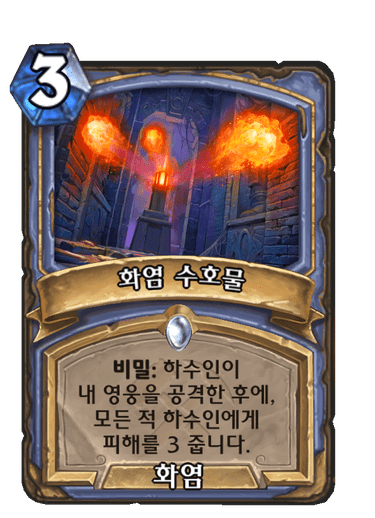 3
화염 수호물
비밀: 하수인이
내 영웅을 공격한 후에,
모든 적 하수인에게
피해를 3 줍니다.
화염